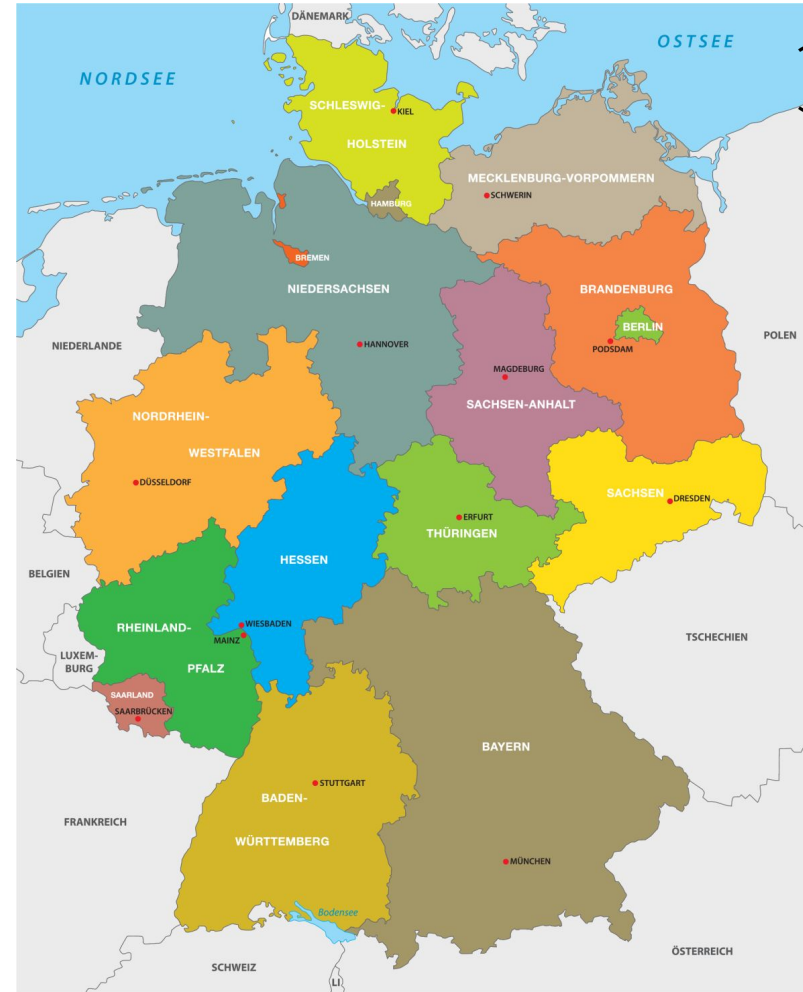 DÄNEMARK
NORDSEE
OSTSEE
SCHLESWIG-
KIEL
HOLSTEIN
MECKLENBURG-VORPOMMERN
SCHWERIN
HAMBURG
BREMEN
NIEDERSACHSEN
BRANDENBURG
BERLIN
NIEDERLANDE
HANNOVER
PODSDAM
POLEN
MAGDEBURG
SACHSEN-ANHALT
NORDRHEIN-
WESTFALEN
DÜSSELDORF
SACHSEN
DRESDEN
ERFURT
THÜRINGEN
HESSEN
BELGIEN
RHEINLAND-
WIESBADEN
MAINZ
TSCHECHIEN
LUXEM-
BURG
PFALZ
SAARLAND
SAARBRÜCKEN
BAYERN
STUTTGART
BADEN-
FRANKREICH
WÜRTTEMBERG
MÜNCHEN
Bodensee
ÖSTERREICH
SCHWEIZ
LI